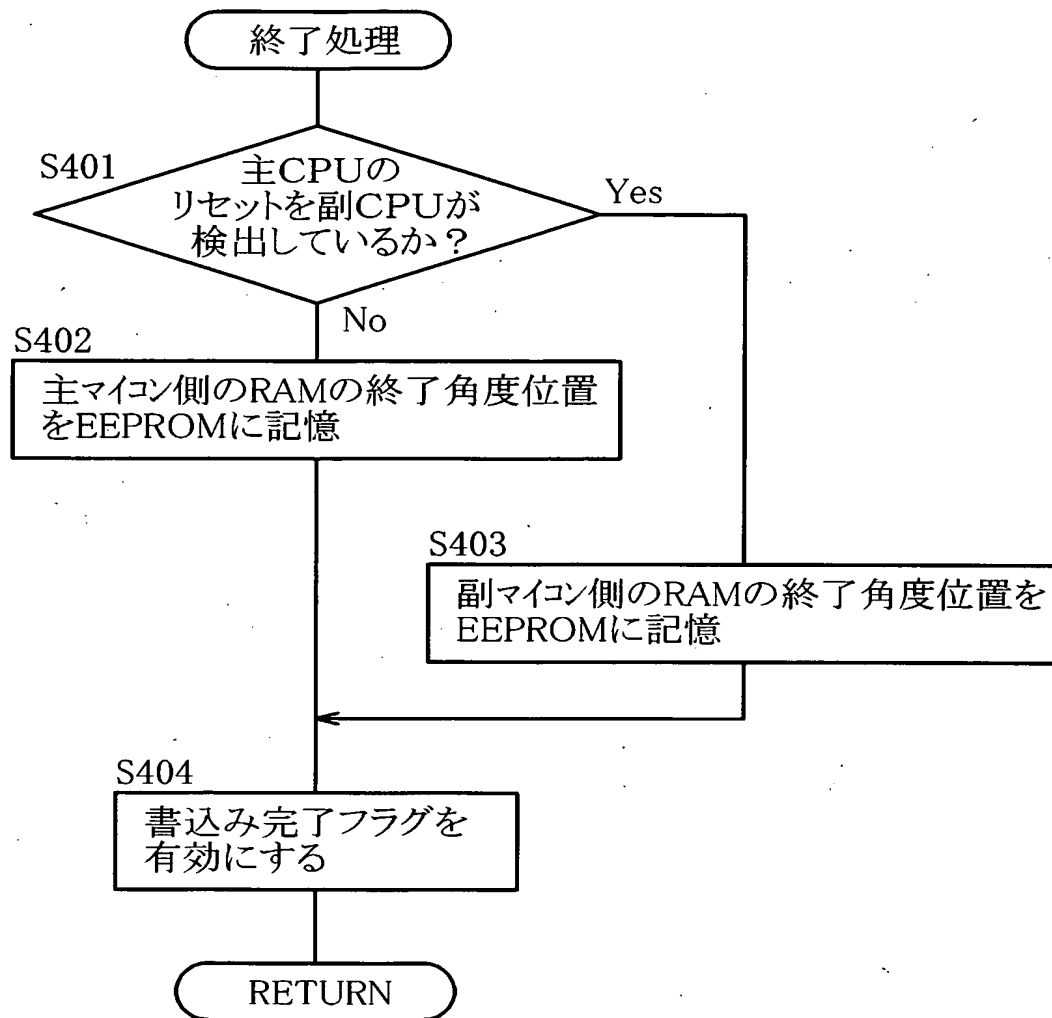 終了処理
S401
主CPUの
リセットを副CPUが
検出しているか?
Yes
No
S402
主マイコン側のRAMの終了角度位置
をEEPROMに記憶
S403
副マイコン側のRAMの終了角度位置を
EEPROMに記憶
S404
書込み完了フラグを
有効にする
RETURN